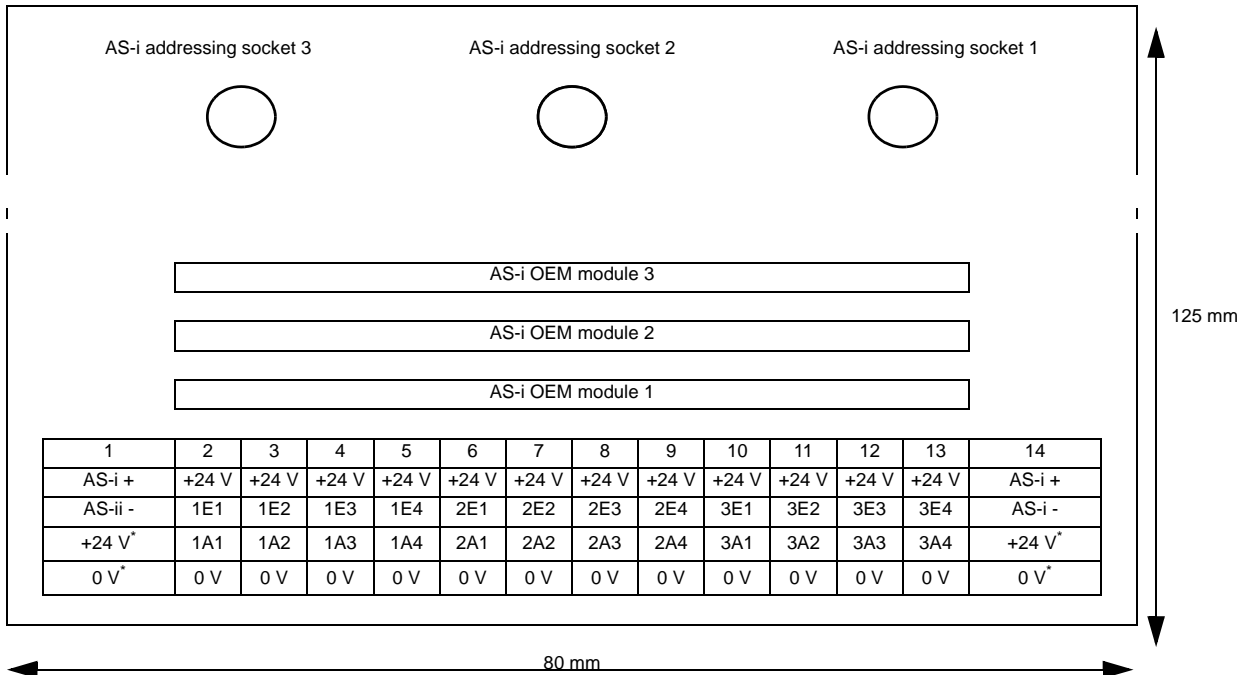 AS-i addressing socket 3 AS-i addressing socket 2 AS-i addressing socket 1
AS-i OEM module 3
125 mm
AS-i OEM module 2
AS-i OEM module 1
1 2 3 4 5 6 7 8 9 10 11 12 13 14
AS-i + +24 V +24 V +24 V +24 V +24 V +24 V +24 V +24 V +24 V +24 V +24 V +24 V AS-i +
AS-ii - 1E1 1E2 1E3 1E4 2E1 2E2 2E3 2E4 3E1 3E2 3E3 3E4 AS-i -
+24 V* 1A1 1A2 1A3 1A4 2A1 2A2 2A3 2A4 3A1 3A2 3A3 3A4 +24 V*
0 V* 0 V 0 V 0 V 0 V 0 V 0 V 0 V 0 V 0 V 0 V 0 V 0 V 0 V*
80 mm